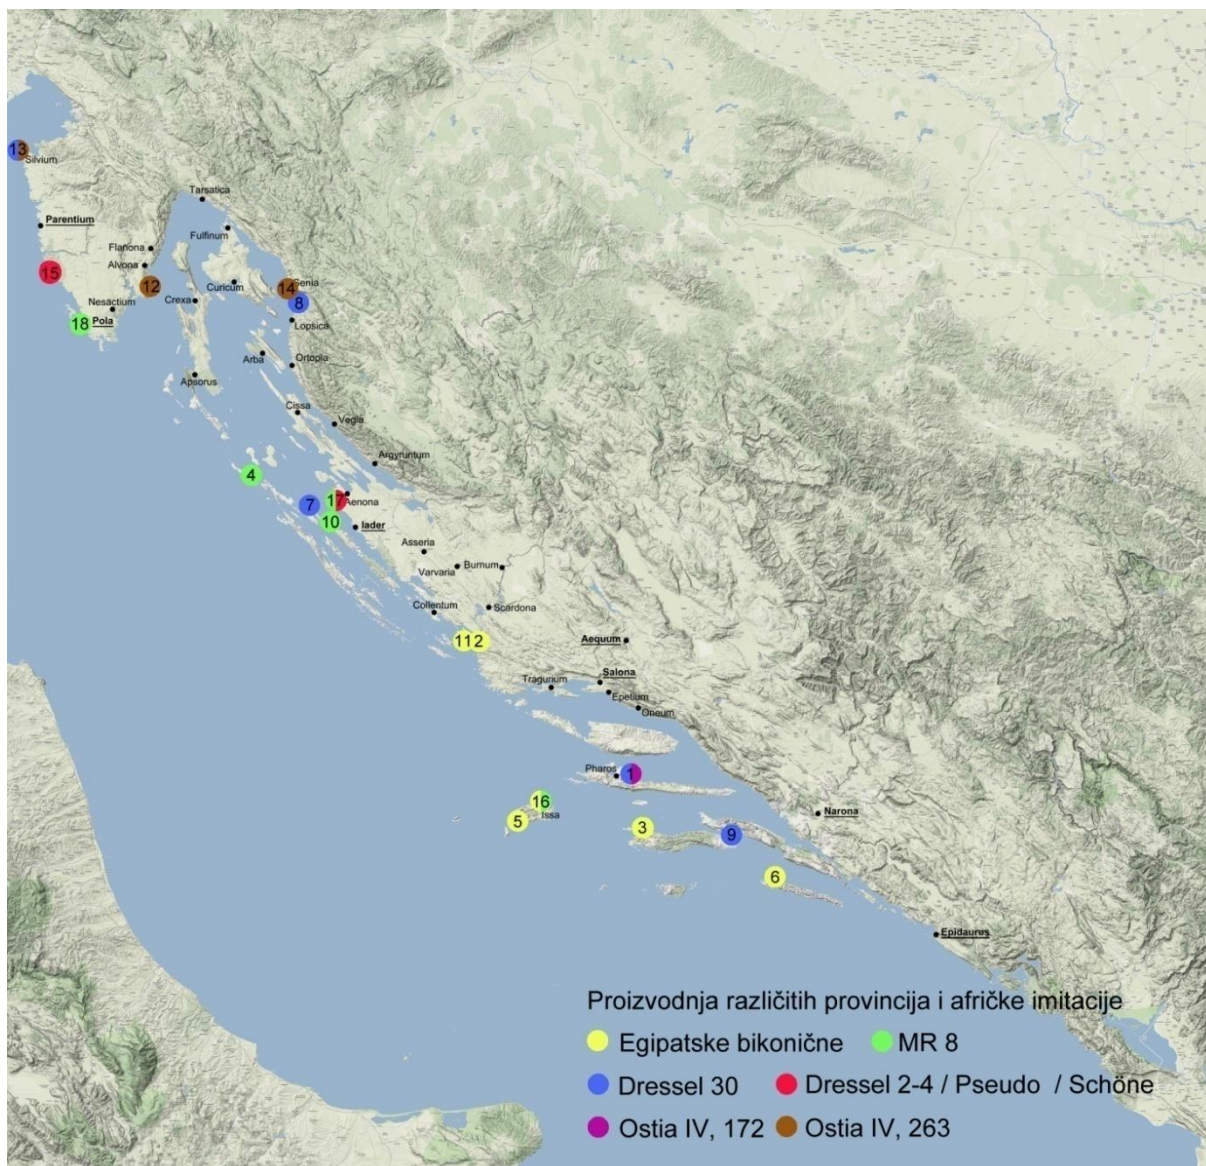 13
Silvium
Tarsatica
Parentium
Fulfinum
Flanona
Alvona
15
12
Curicum
14
Senia
8
Crexa
Nesactium
18
Pola
Lopsica
Arba
Ortopla
Apsorus
Cissa
Vegia
Argyruntum
4
7
17
Aenona
10
Iader
Asseria
Varvaria
Burnum
Collentum
Scardona
11
2
Aequum
Salona
Tragurium
Epetium
Oneum
Pharos
1
16
Issa
5
3
9
Narona
6
Epidaurus
Proizvodnja različitih provincija i afričke imitacije
Egipatske bikonične
MR 8
Dressel 30
Dressel 2-4 / Pseudo / Schöne
Ostia IV, 172
Ostia IV, 263